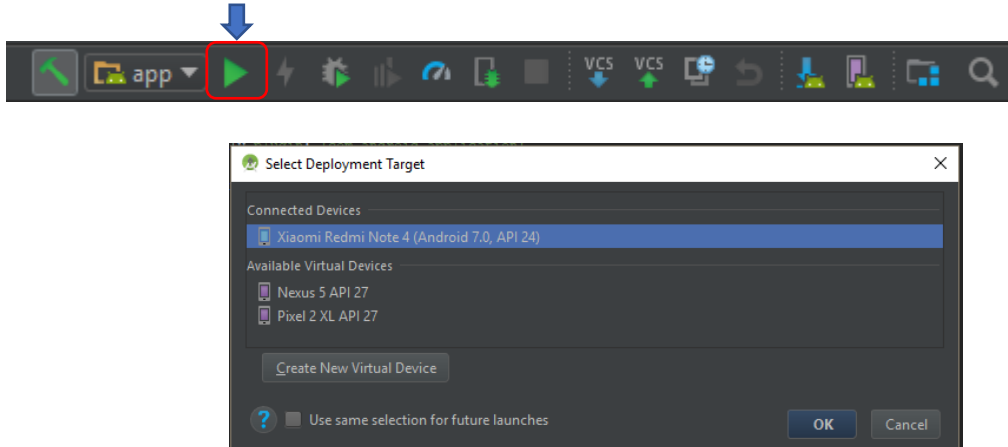 app
VCS VCS
Select Deployment Target
Connected Devices
Xiaomi Redmi Note 4 (Android 7.0, API 24)
Available Virtual Devices
Nexus 5 API 27
Pixel 2 XL API 27
Create New Virtual Device
? Use same selection for future launches
OK Cancel